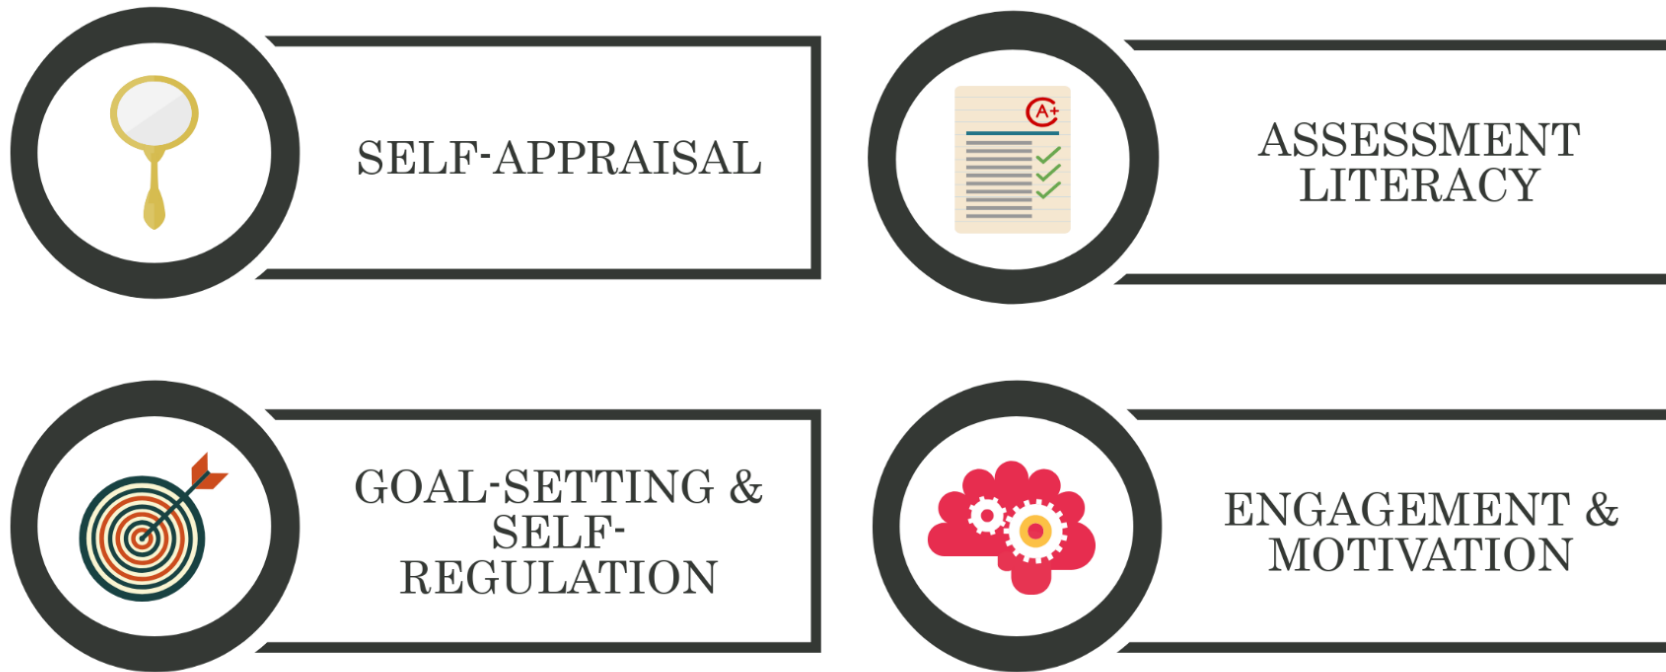 SELF-APPRAISAL
A+
ASSESSMENT
LITERACY
GOAL-SETTING &
SELF-
REGULATION
ENGAGEMENT &
MOTIVATION